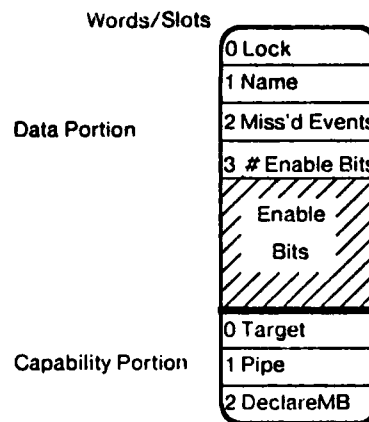 Words/Slots
0 Lock
1 Name
Data Portion
2 Miss'd Events
3 # Enable Bits
Enable
Bits
0 Target
Capability Portion
1 Pipe
2 DeclareMB